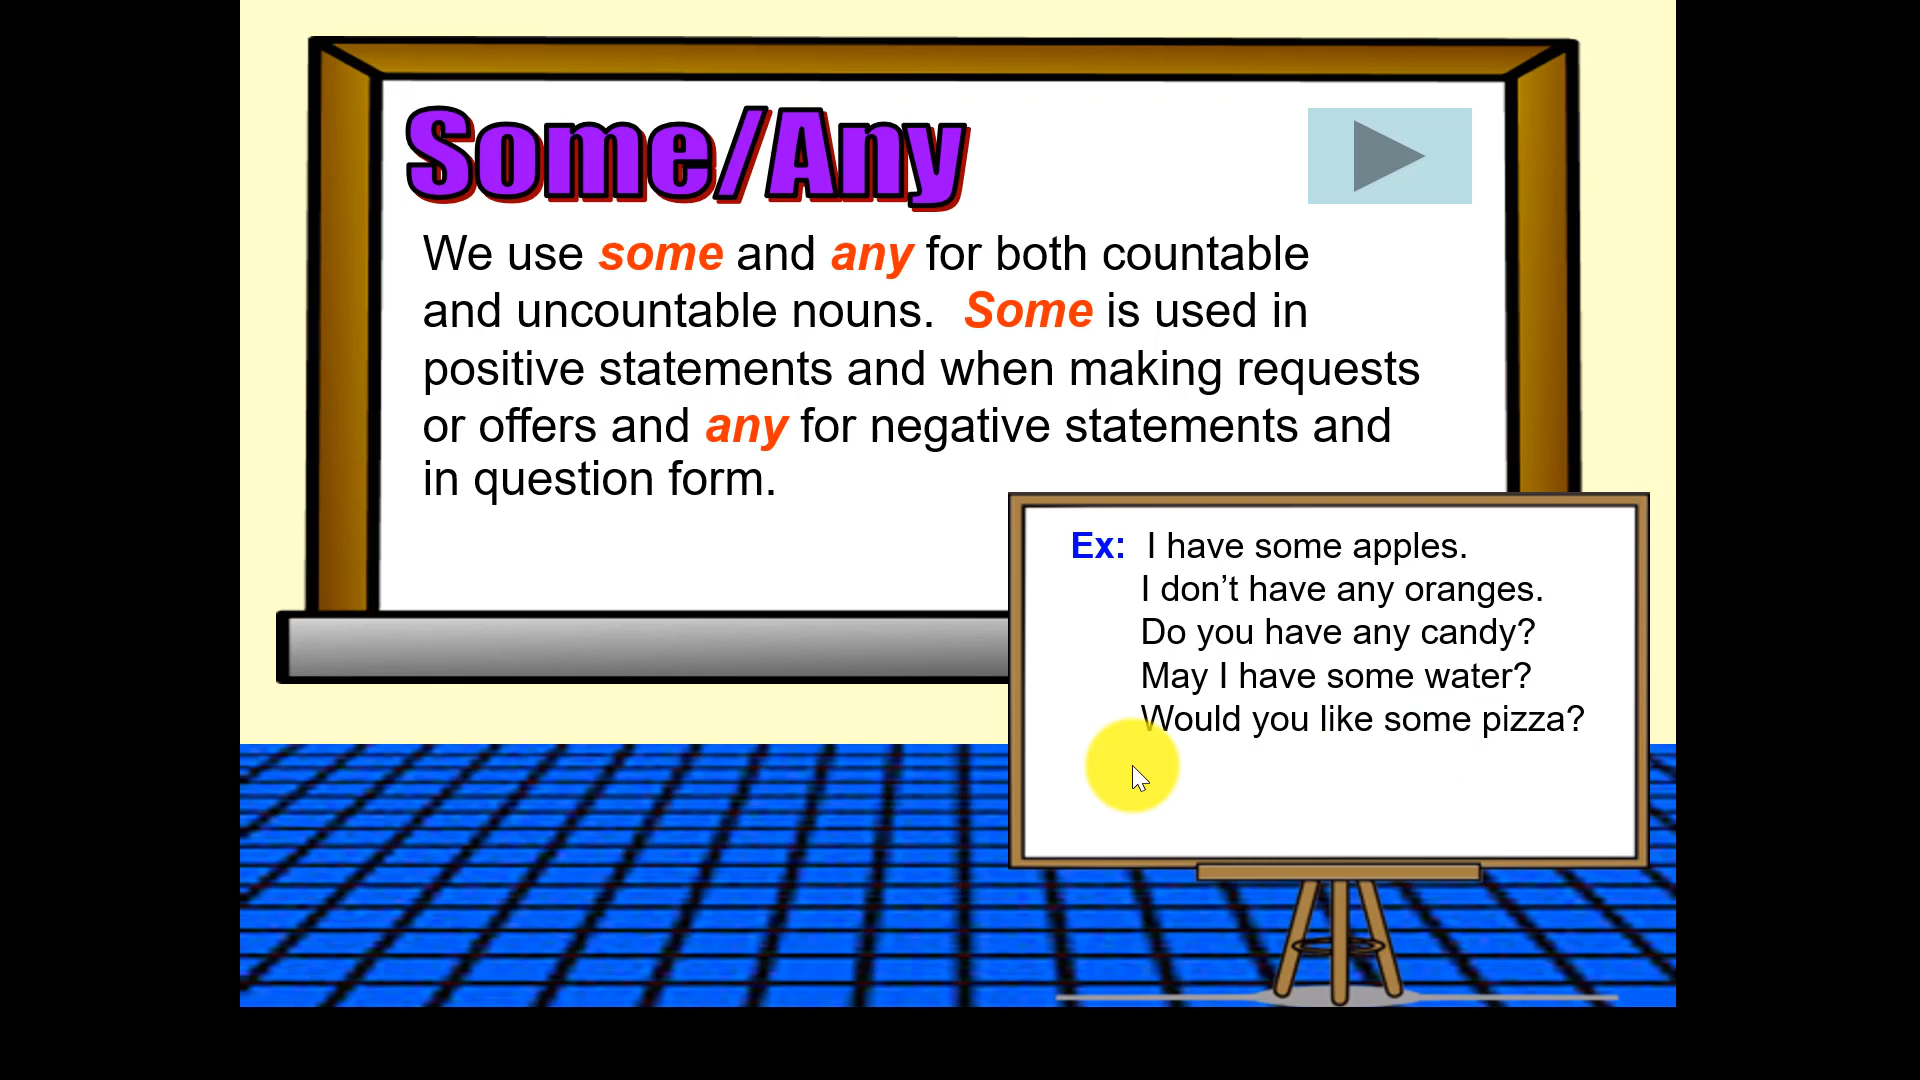 Some/Any
We use some and any for both countable
and uncountable nouns. Some is used in
positive statements and when making requests
or offers and any for negative statements and
in question form.
Ex: I have some apples.
I don’t have any oranges.
Do you have any candy?
May I have some water?
Would you like some pizza?